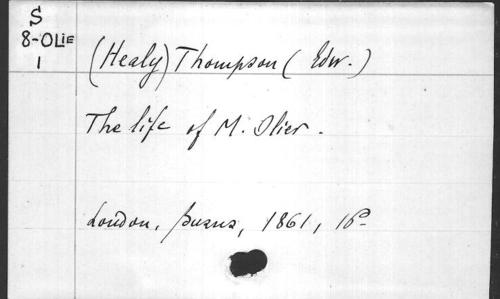 S
8-OLIE
1
(Healy) Thompson (Edw.)
The life of M. Olier.
London, Burns, 1861, 16°